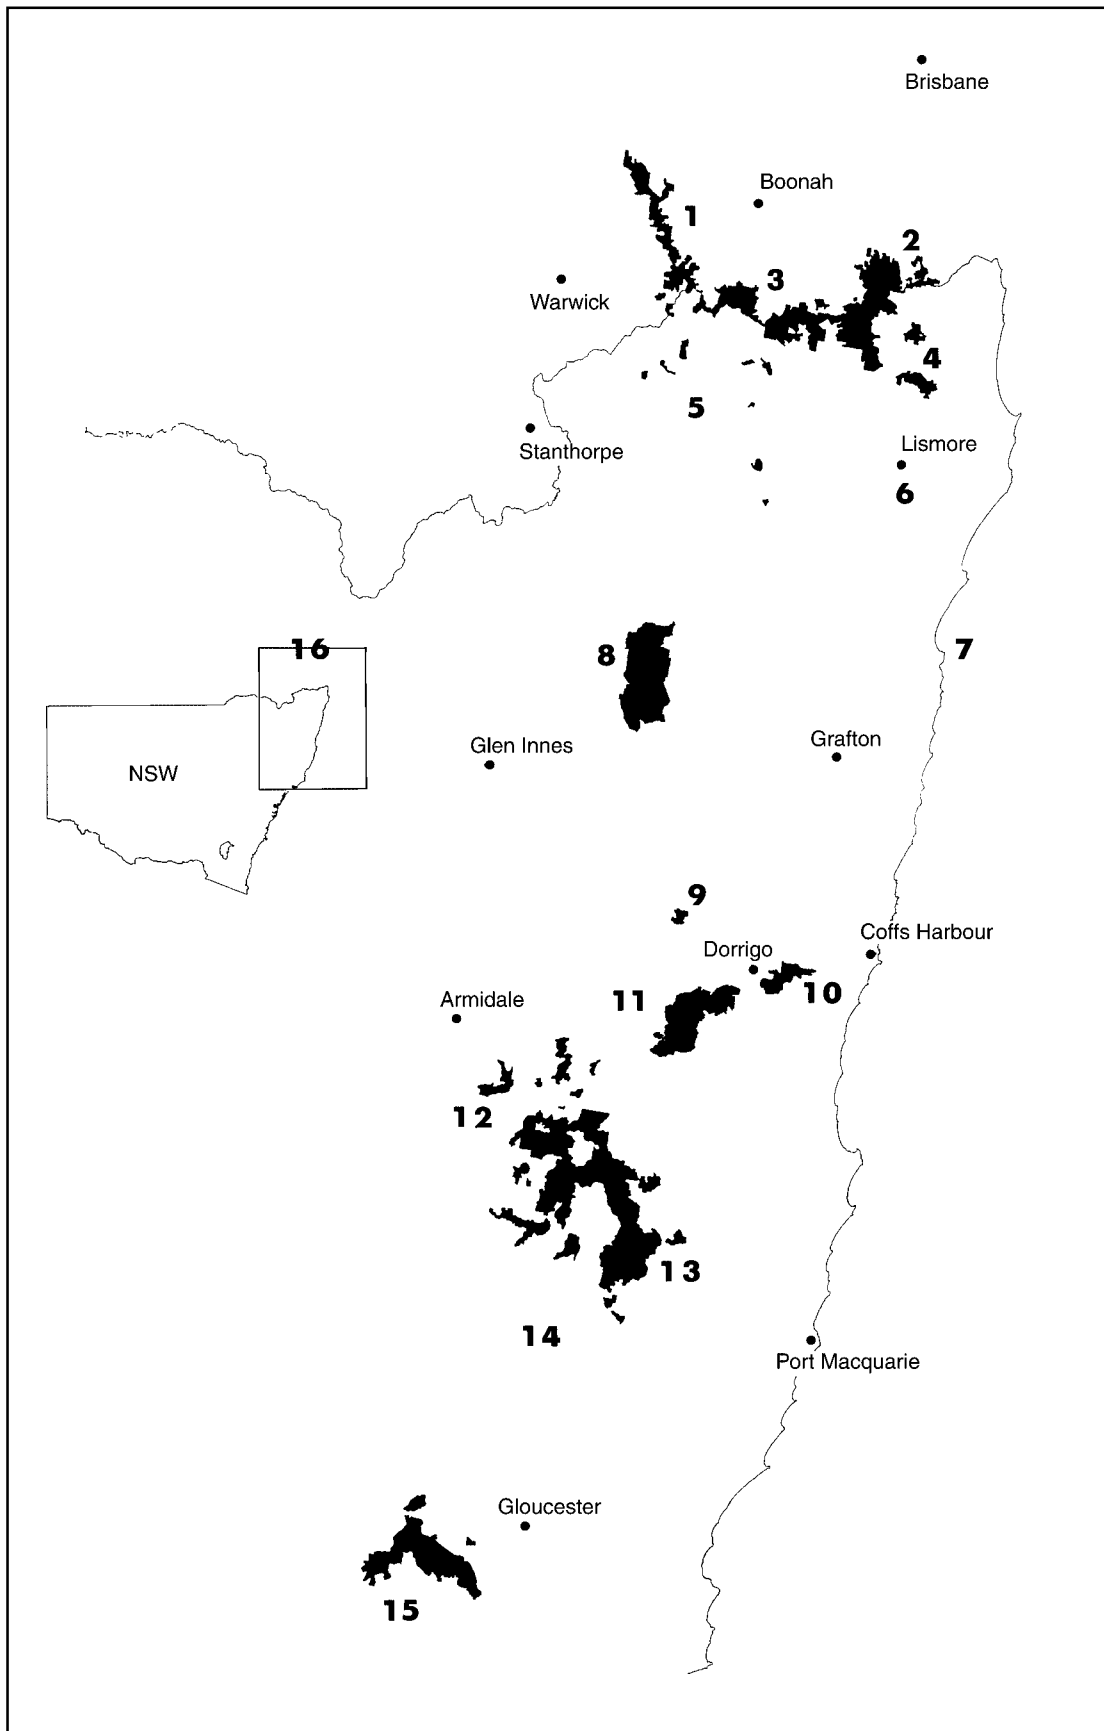 Brisbane
Boonah
1
2
3
Warwick
4
5
Stanthorpe
Lismore
6
16
8
7
Glen Innes
Grafton
NSW
9
Coffs Harbour
Dorrigo
10
11
Armidale
12
13
14
Port Macquarie
Gloucester
15